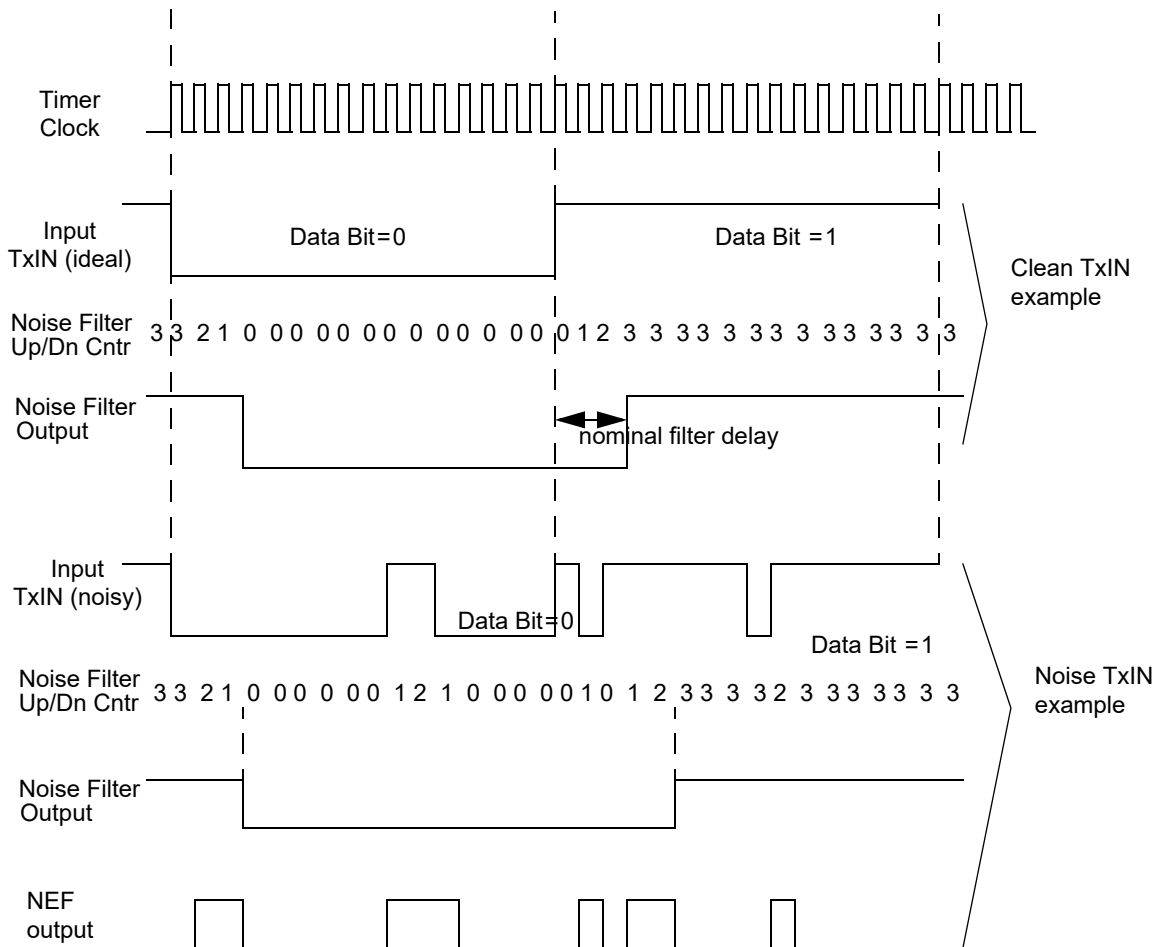 Timer
Clock
Input
TxIN (ideal)
Data Bit=0
Data Bit =1
Clean TxIN
example
Noise Filter
Up/Dn Cntr
3 3 2 1 0 0 0 0 0 0 0 0 0 0 0 0 0 1 2 3 3 3 3 3 3 3 3 3 3 3 3 3 3
Noise Filter
Output
nominal filter delay
Input
TxIN (noisy)
Data Bit=0
Data Bit =1
Noise Filter
Up/Dn Cntr
3 3 2 1 0 0 0 0 0 0 1 2 1 0 0 0 0 0 1 0 1 2 3 3 3 3 2 3 3 3 3 3 3 3
Noise TxIN
example
Noise Filter
Output
NEF
output